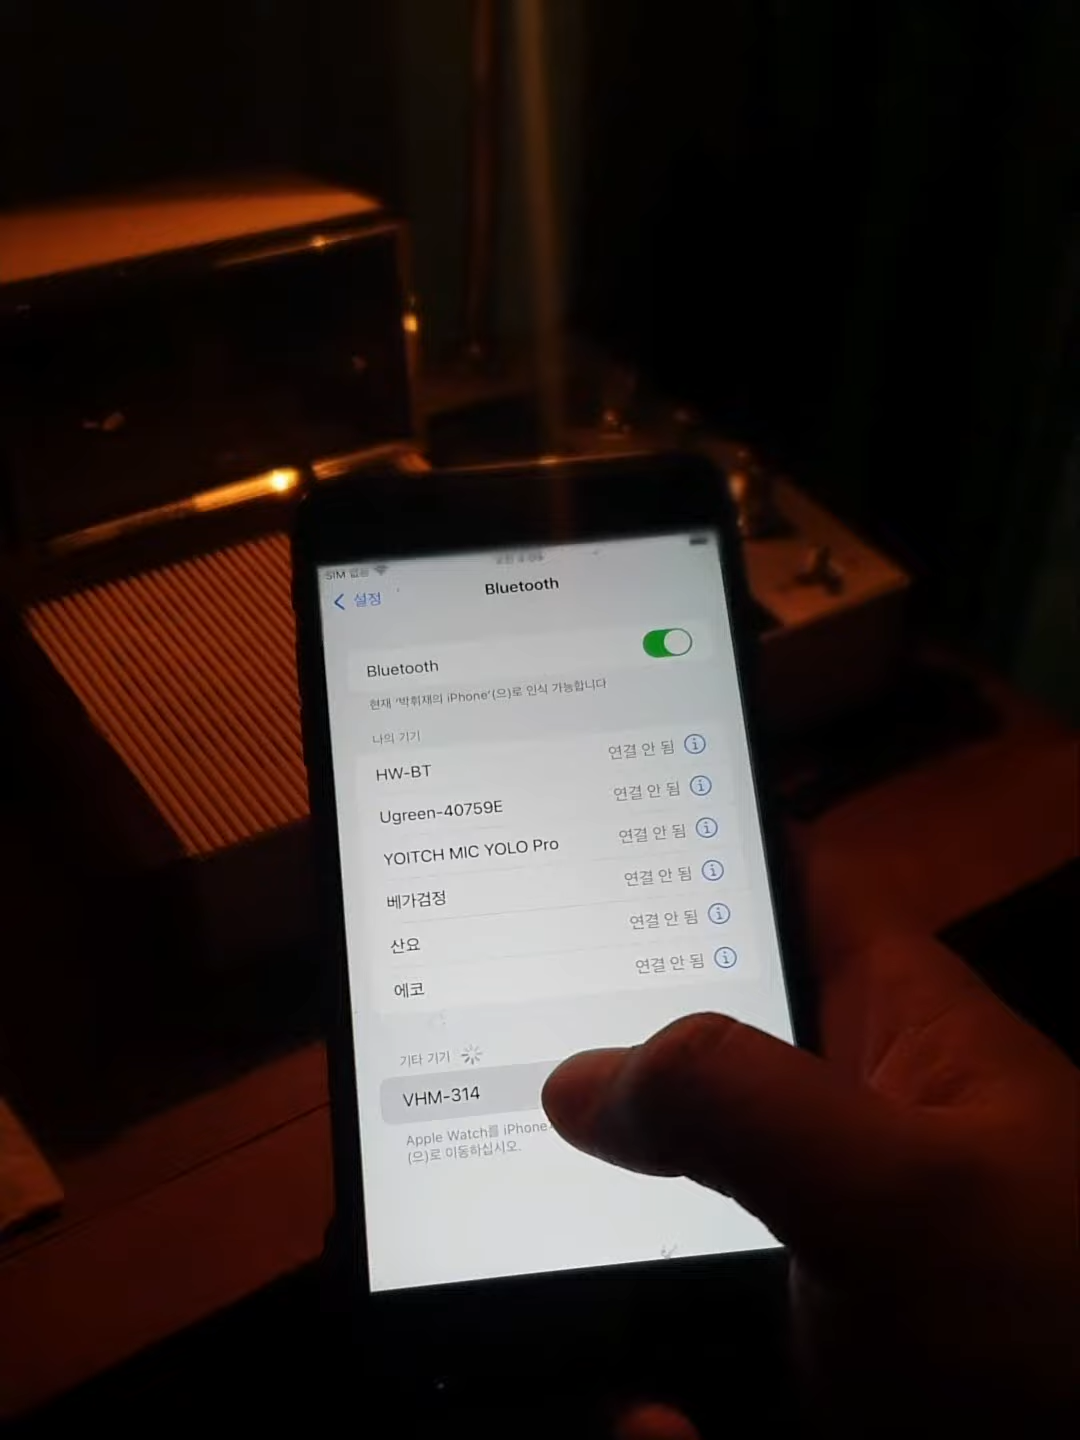 SIM 없음
설정
Bluetooth
Bluetooth
현재 '박휘재의 iPhone'(으)로 인식 가능합니다
나의 기기
HW-BT 연결 안 됨
Ugreen-40759E 연결 안 됨
YOITCH MIC YOLO Pro 연결 안 됨
베가검정 연결 안 됨
산요 연결 안 됨
에코 연결 안 됨
기타 기기
VHM-314
Apple Watch를 iPhone
(으)로 이동하십시오.